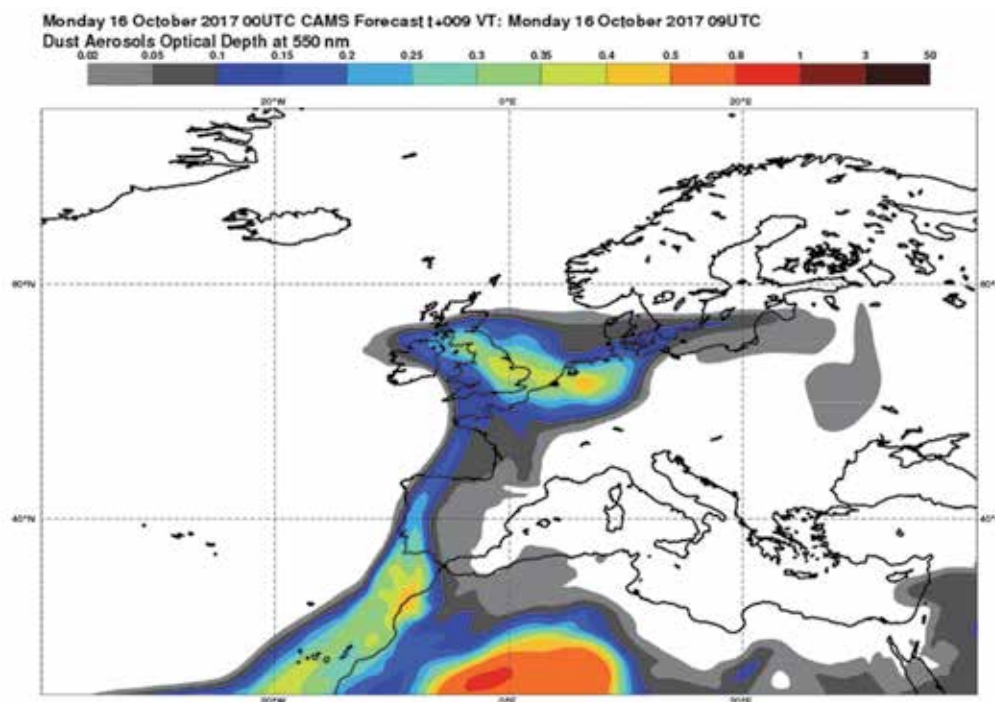 Monday 16 October 2017 00UTC CAMS Forecast t+009 VT: Monday 16 October 2017 09UTC
Dust Aerosols Optical Depth at 550 nm
0.02 0.05 0.1 0.15 0.2 0.25 0.3 0.35 0.4 0.5 0.8 1 3 50
20°W 0°E 20°E
60°N
40°N 40°N